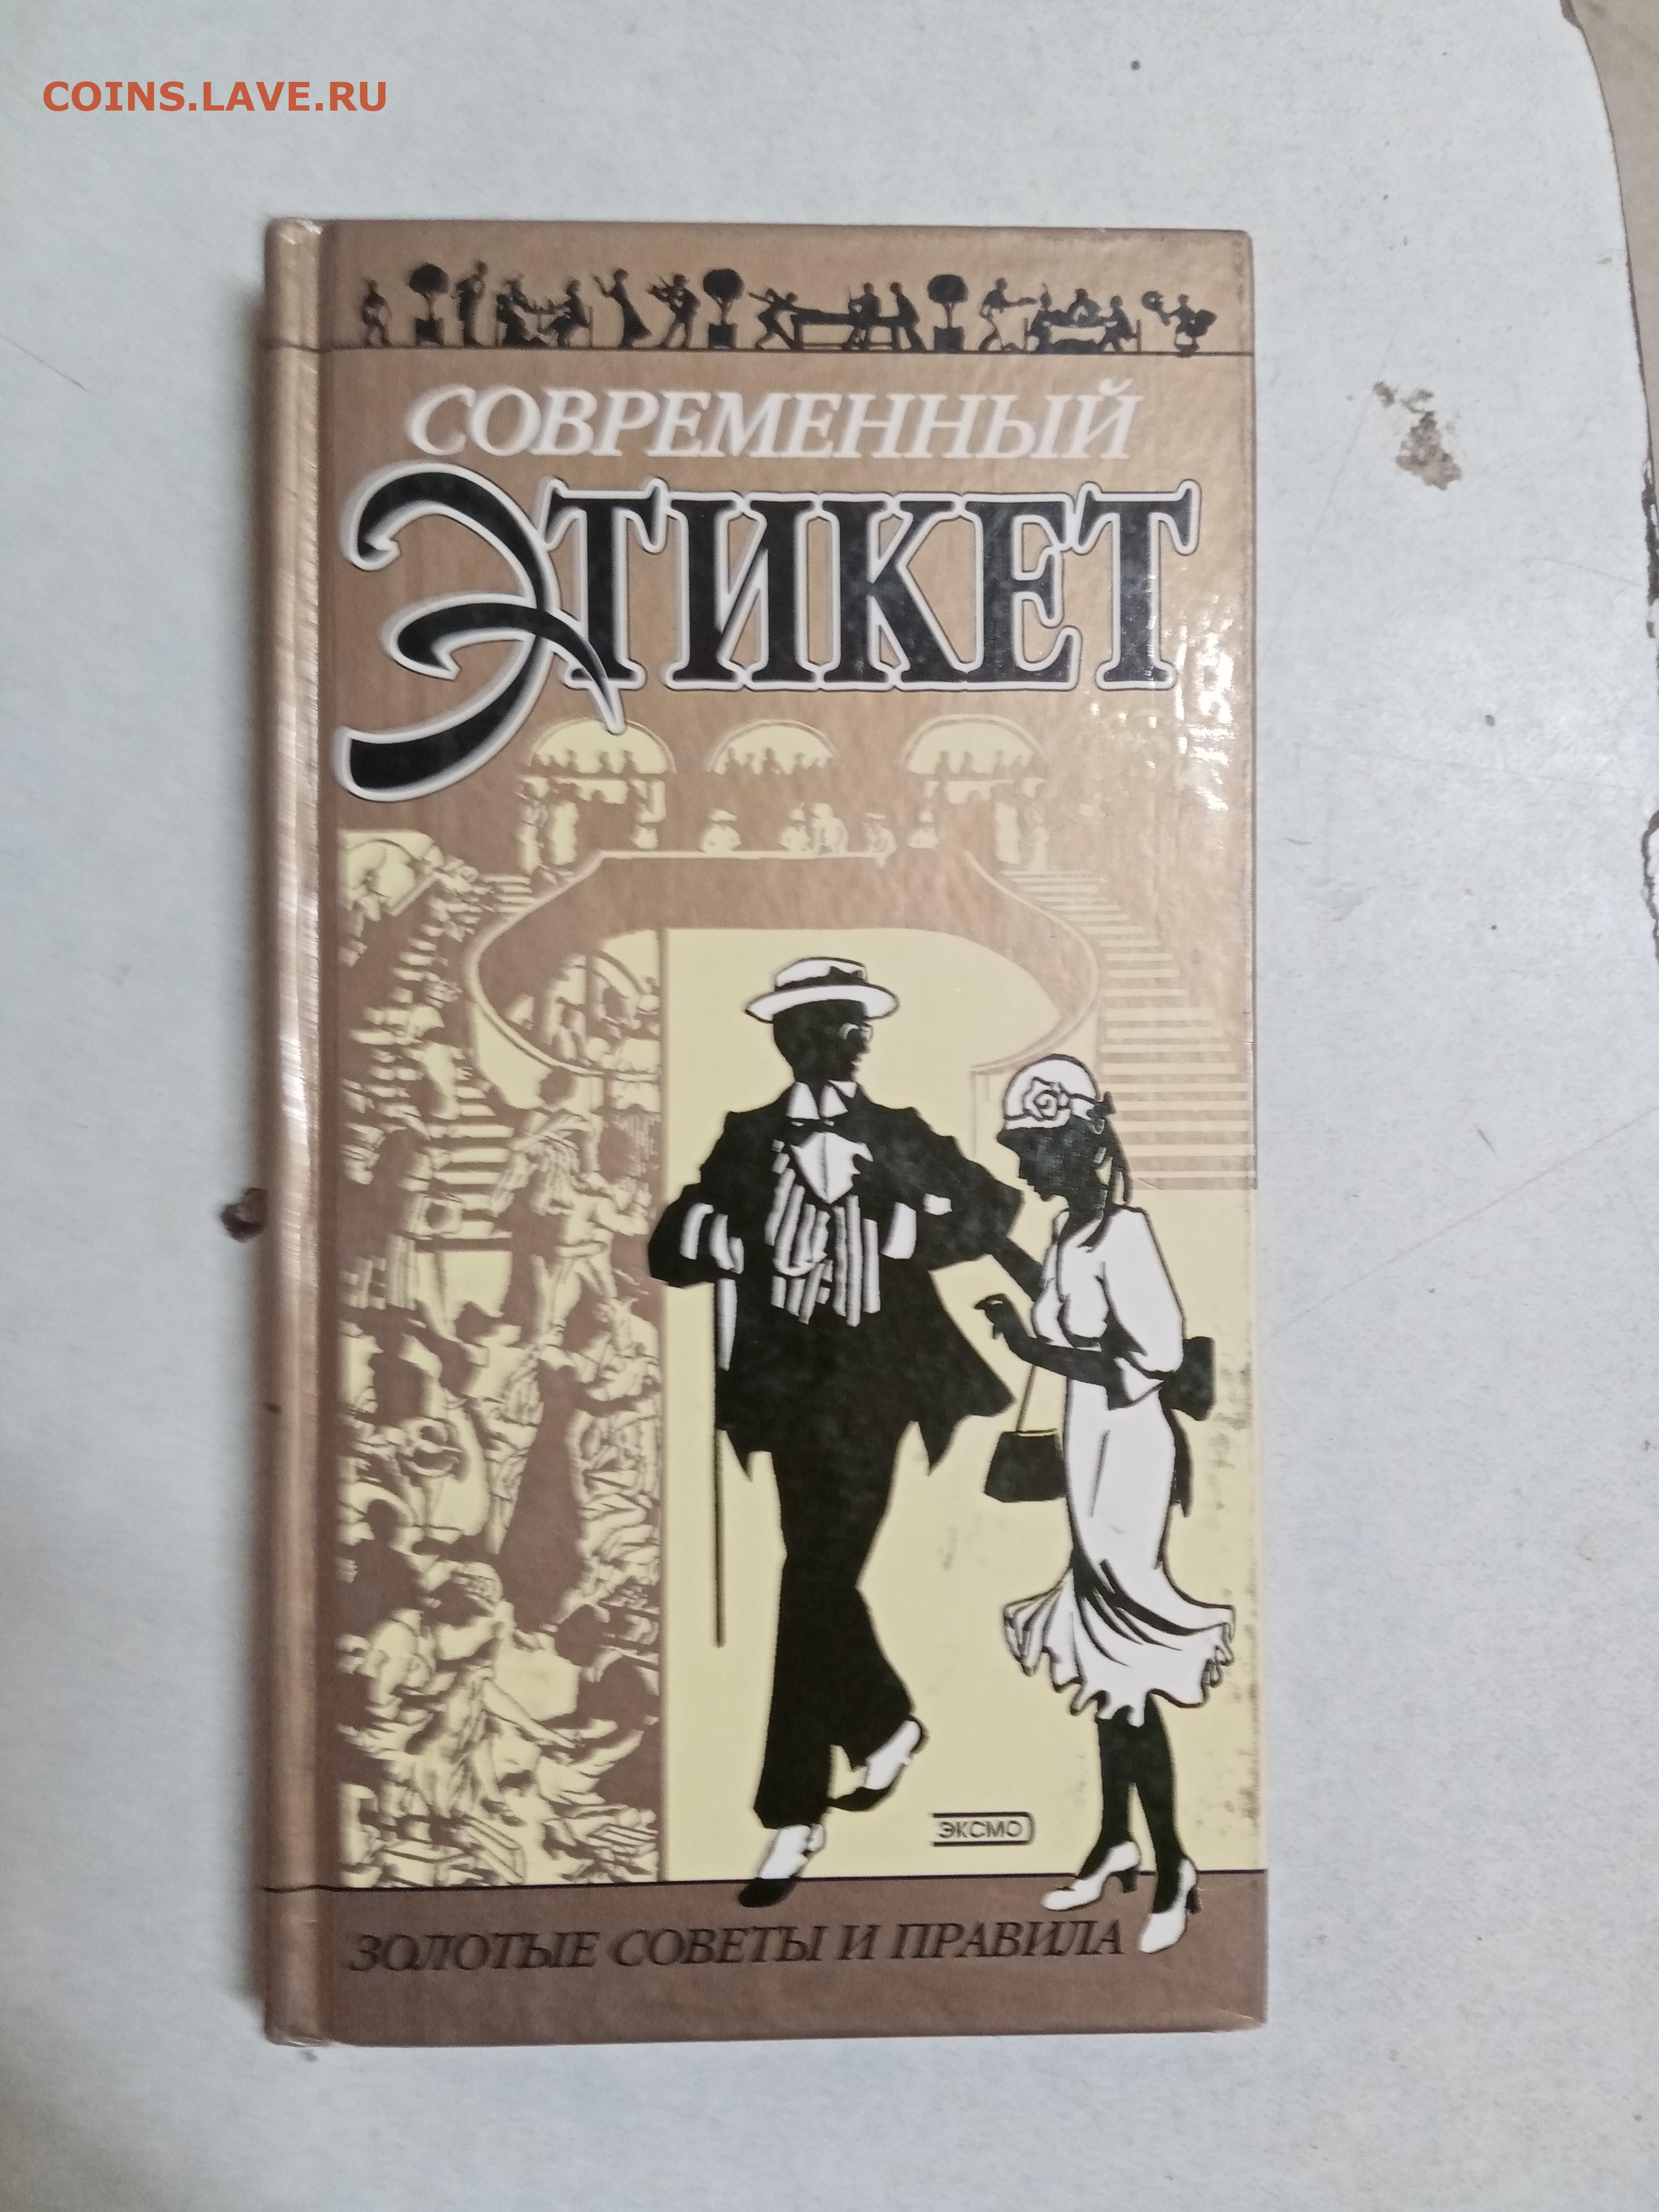 COINS.LAVE.RU
СОВРЕМЕННЫЙ
ЭТИКЕТ
ЭКСМО
ЗОЛОТЫЕ СОВЕТЫ И ПРАВИЛА